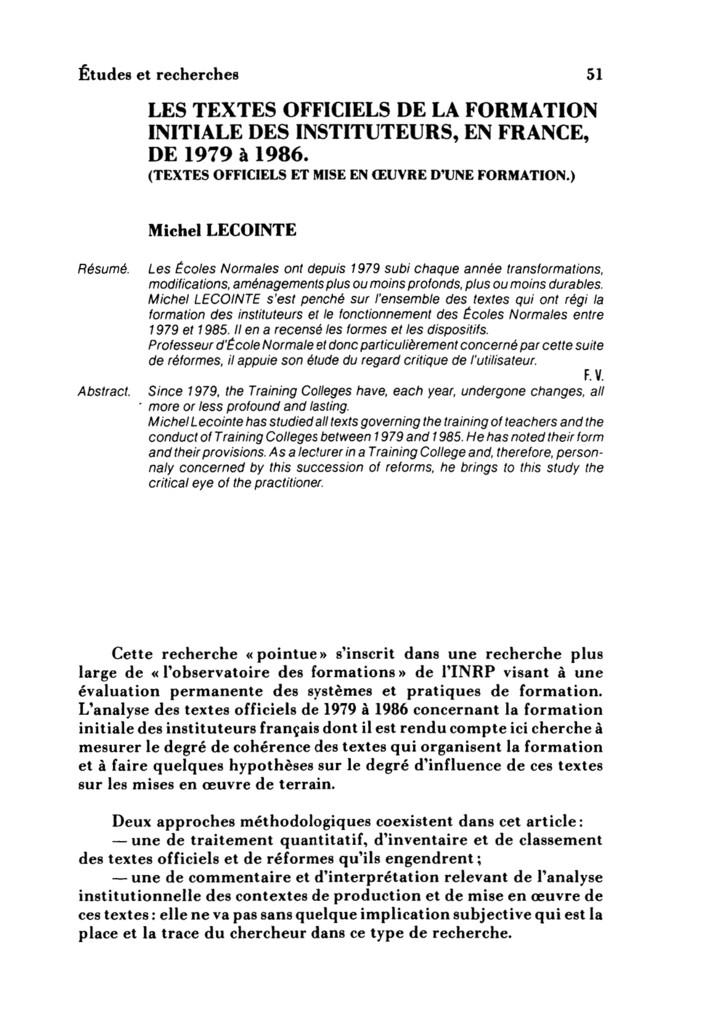 Études et recherches 51
LES TEXTES OFFICIELS DE LA FORMATION
INITIALE DES INSTITUTEURS, EN FRANCE,
DE 1979 à 1986.
(TEXTES OFFICIELS ET MISE EN ŒUVRE D'UNE FORMATION.)
Michel LECOINTE
Résumé. Les Écoles Normales ont depuis 1979 subi chaque année transformations,
modifications, aménagements plus ou moins profonds, plus ou moins durables.
Michel LECOINTE s'est penché sur l'ensemble des textes qui ont régi la
formation des instituteurs et le fonctionnement des Écoles Normales entre
1979 et 1985. Il en a recensé les formes et les dispositifs.
Professeur d'École Normale et donc particulièrement concerné par cette suite
de réformes, il appuie son étude du regard critique de l'utilisateur.
F. V.
Abstract. Since 1979, the Training Colleges have, each year, undergone changes, all
more or less profound and lasting.
Michel Lecointe has studied all texts governing the training of teachers and the
conduct of Training Colleges between 1979 and 1985. He has noted their form
and their provisions. As a lecturer in a Training College and, therefore, person-
naly concerned by this succession of reforms, he brings to this study the
critical eye of the practitioner.
Cette recherche « pointue » s'inscrit dans une recherche plus
large de « l'observatoire des formations » de l'INRP visant à une
évaluation permanente des systèmes et pratiques de formation.
L'analyse des textes officiels de 1979 à 1986 concernant la formation
initiale des instituteurs français dont il est rendu compte ici cherche à
mesurer le degré de cohérence des textes qui organisent la formation
et à faire quelques hypothèses sur le degré d'influence de ces textes
sur les mises en œuvre de terrain.
Deux approches méthodologiques coexistent dans cet article :
— une de traitement quantitatif, d'inventaire et de classement
des textes officiels et de réformes qu'ils engendrent ;
— une de commentaire et d'interprétation relevant de l'analyse
institutionnelle des contextes de production et de mise en œuvre de
ces textes : elle ne va pas sans quelque implication subjective qui est la
place et la trace du chercheur dans ce type de recherche.